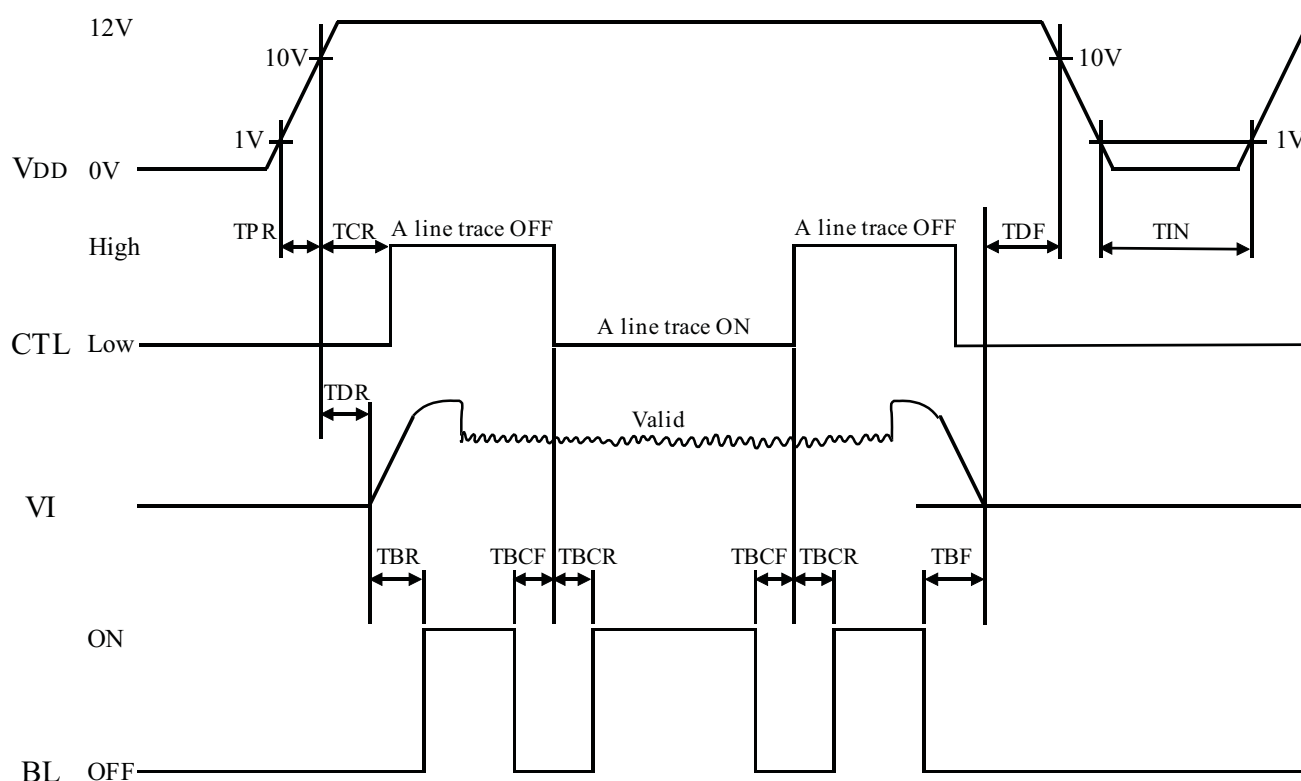 12V
10V
10V
1V
1V
VDD 0V
A line trace OFF
A line trace OFF
TPR TCR
TDF TIN
High
A line trace ON
CTL Low
TDR
Valid
VI
TBR TBCF TBCR TBCF TBCR TBF
ON
BL OFF